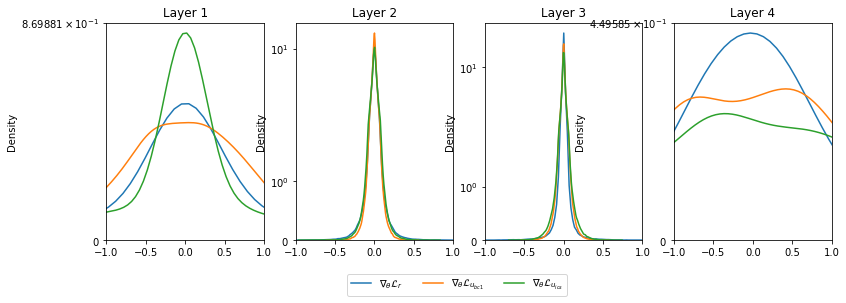 Layer 1
Layer 2
Layer 3
Layer 4
8.69881 × 10⁻¹
0
Density
−1.0 −0.5 0.0 0.5 1.0
10¹
10⁰
0
Density
−1.0 −0.5 0.0 0.5 1.0
10¹
10⁰
0
Density
−1.0 −0.5 0.0 0.5 1.0
4.49585 × 10⁻¹
0
Density
−1.0 −0.5 0.0 0.5 1.0
∇θℒr ∇θℒu_bc1 ∇θℒu_ics